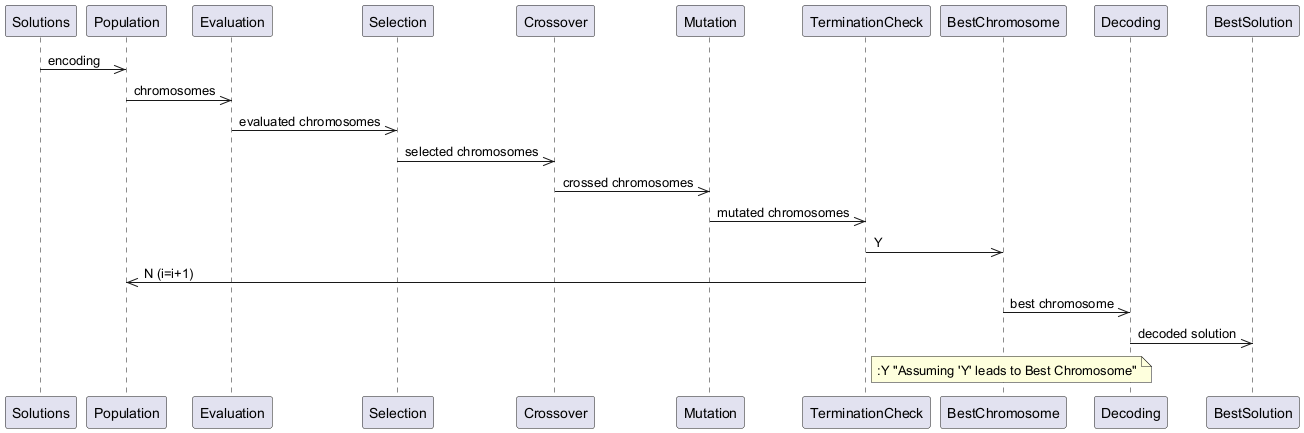 Solutions Population Evaluation Selection Crossover Mutation TerminationCheck BestChromosome Decoding BestSolution
encoding
chromosomes
evaluated chromosomes
selected chromosomes
crossed chromosomes
mutated chromosomes
Y
N (i=i+1)
best chromosome
decoded solution
:Y "Assuming 'Y' leads to Best Chromosome"
Solutions Population Evaluation Selection Crossover Mutation TerminationCheck BestChromosome Decoding BestSolution